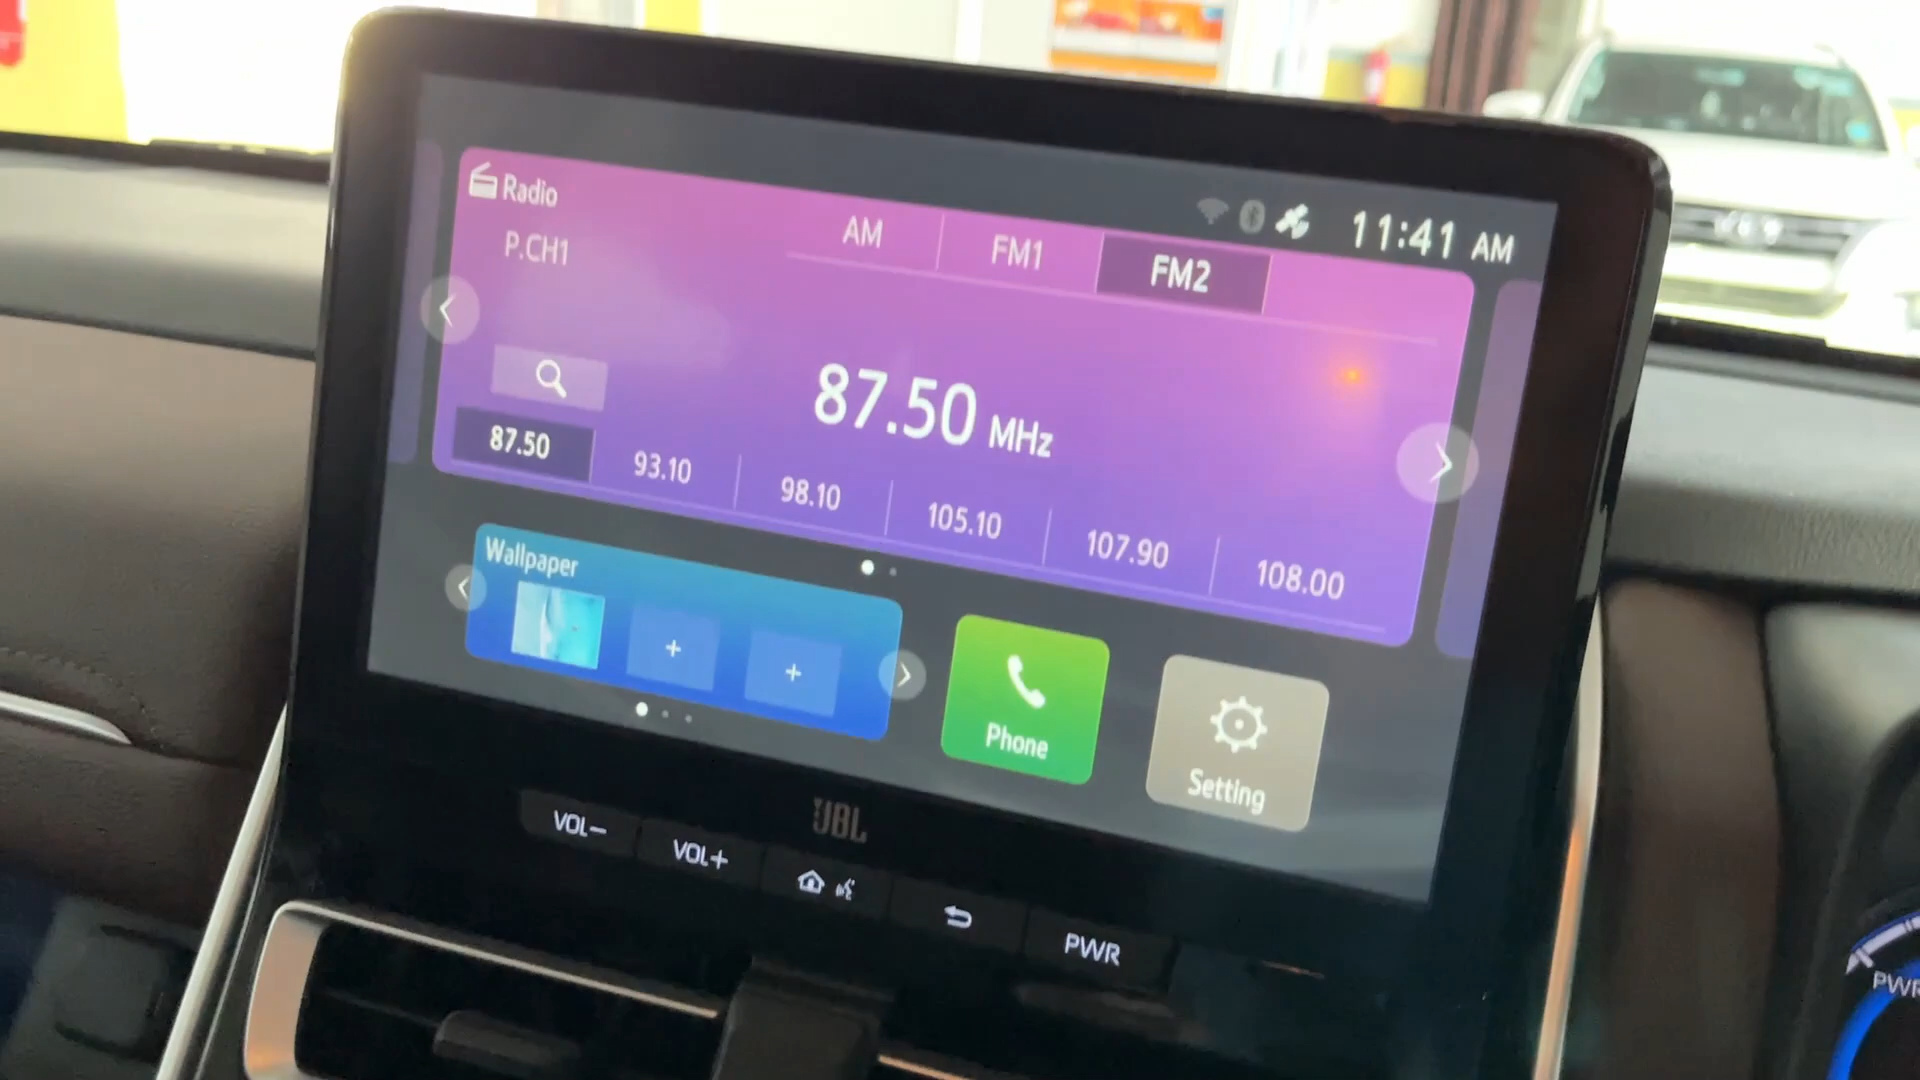 Radio
P.CH1
AM FM1 FM2
11:41 AM
87.50 MHz
87.50 93.10 98.10 105.10 107.90 108.00
Wallpaper
+ +
Phone
Setting
JBL
VOL− VOL+ PWR
PWR